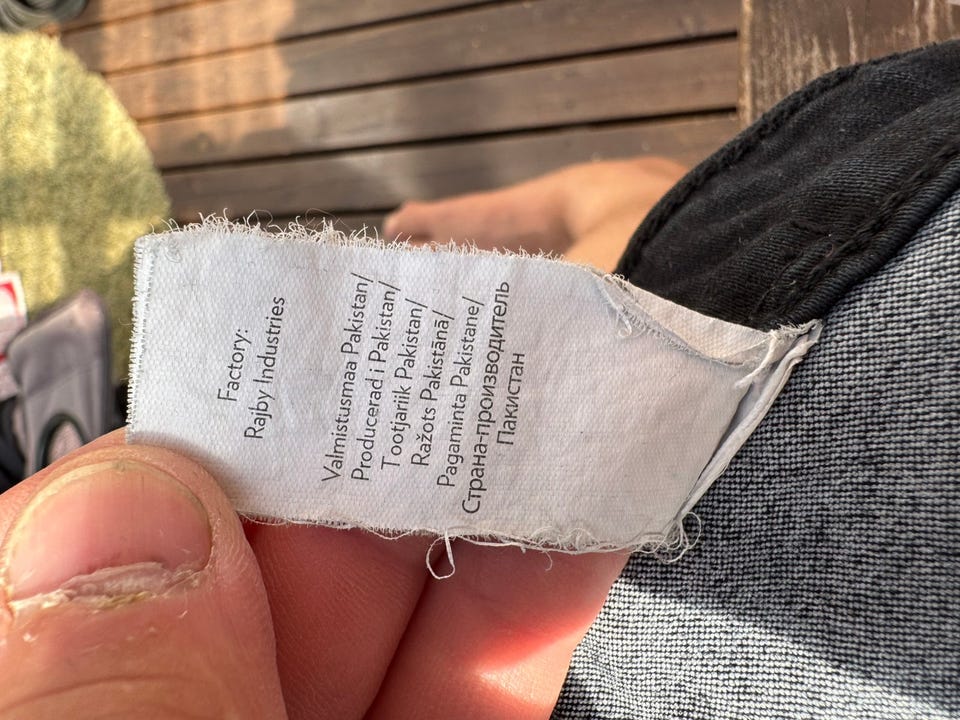 Factory:
Rajby Industries
Valmistusmaa Pakistan/
Producerad i Pakistan/
Tootjariik Pakistan/
Ražots Pakistānā/
Pagaminta Pakistane/
Страна-производитель
Пакистан